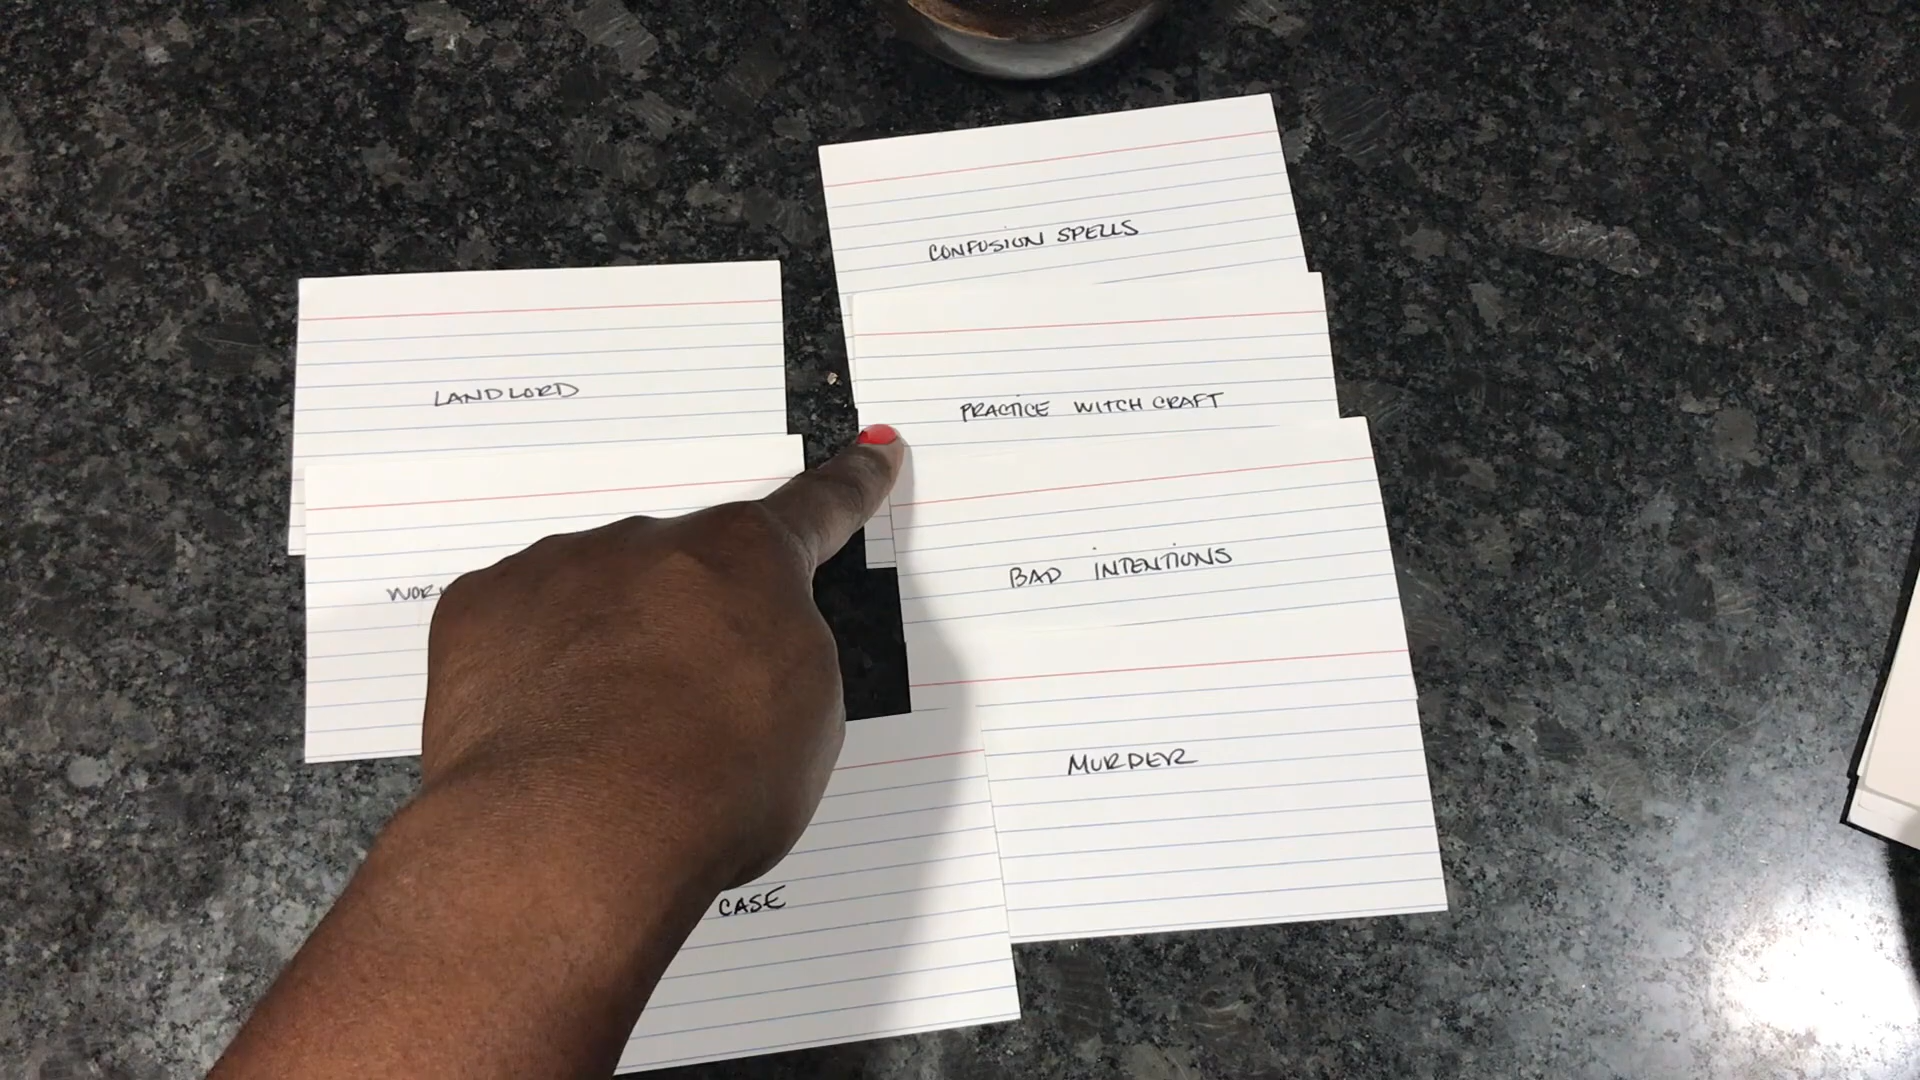 CONFUSION SPELLS
PRACTICE WITCH CRAFT
BAD INTENTIONS
MURDER
LANDLORD
CASE